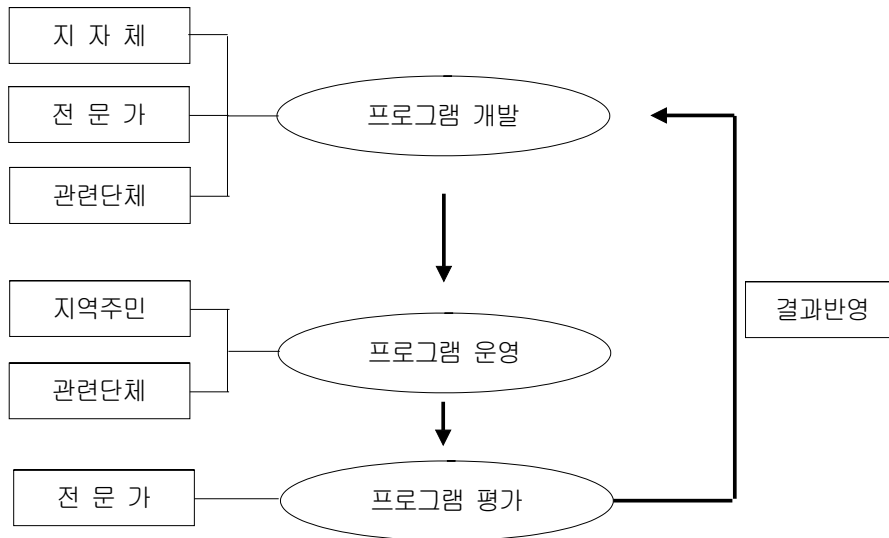 지 자 체
전 문 가
관련단체
프로그램 개발
지역주민
관련단체
프로그램 운영
결과반영
전 문 가
프로그램 평가